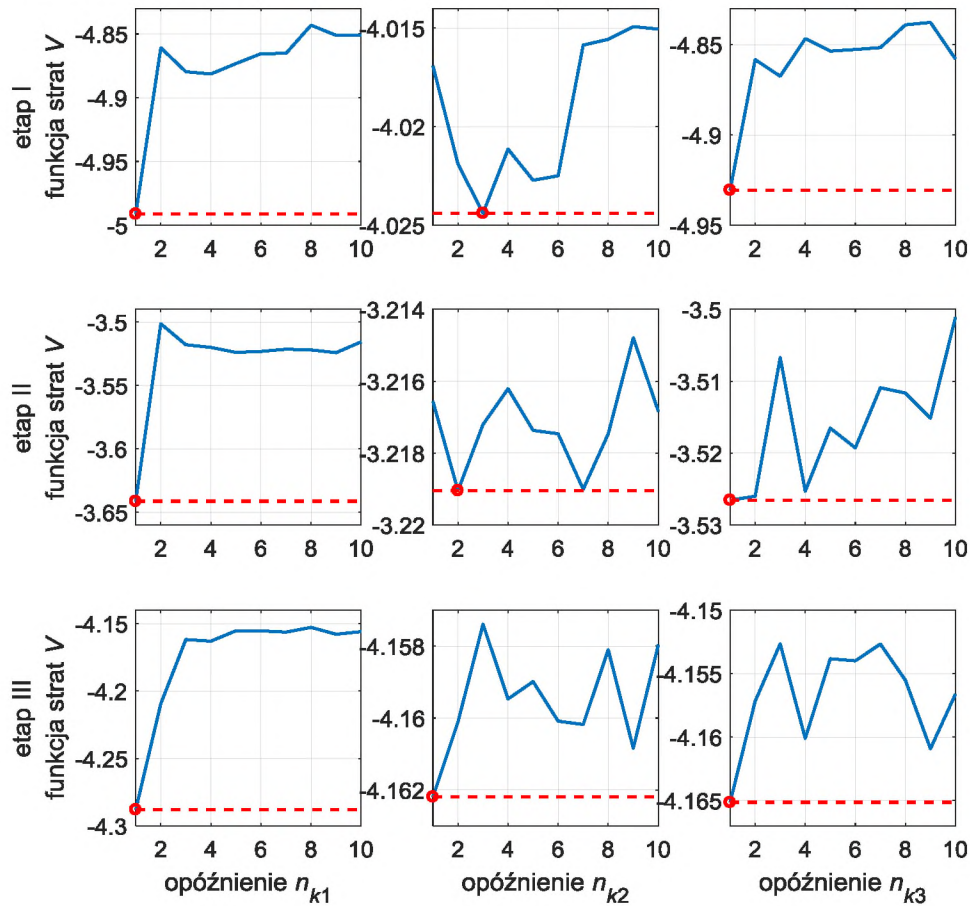 etap I
funkcja strat V
-4.85
-4.9
-4.95
-5
2 4 6 8 10
-4.015
-4.02
-4.025
2 4 6 8 10
-4.85
-4.9
-4.95
2 4 6 8 10
etap II
funkcja strat V
-3.5
-3.55
-3.6
-3.65
2 4 6 8 10
-3.214
-3.216
-3.218
-3.22
2 4 6 8 10
-3.5
-3.51
-3.52
-3.53
2 4 6 8 10
etap III
funkcja strat V
-4.15
-4.2
-4.25
-4.3
2 4 6 8 10
opóźnienie n_{k1}
-4.158
-4.16
-4.162
2 4 6 8 10
opóźnienie n_{k2}
-4.15
-4.155
-4.16
-4.165
2 4 6 8 10
opóźnienie n_{k3}